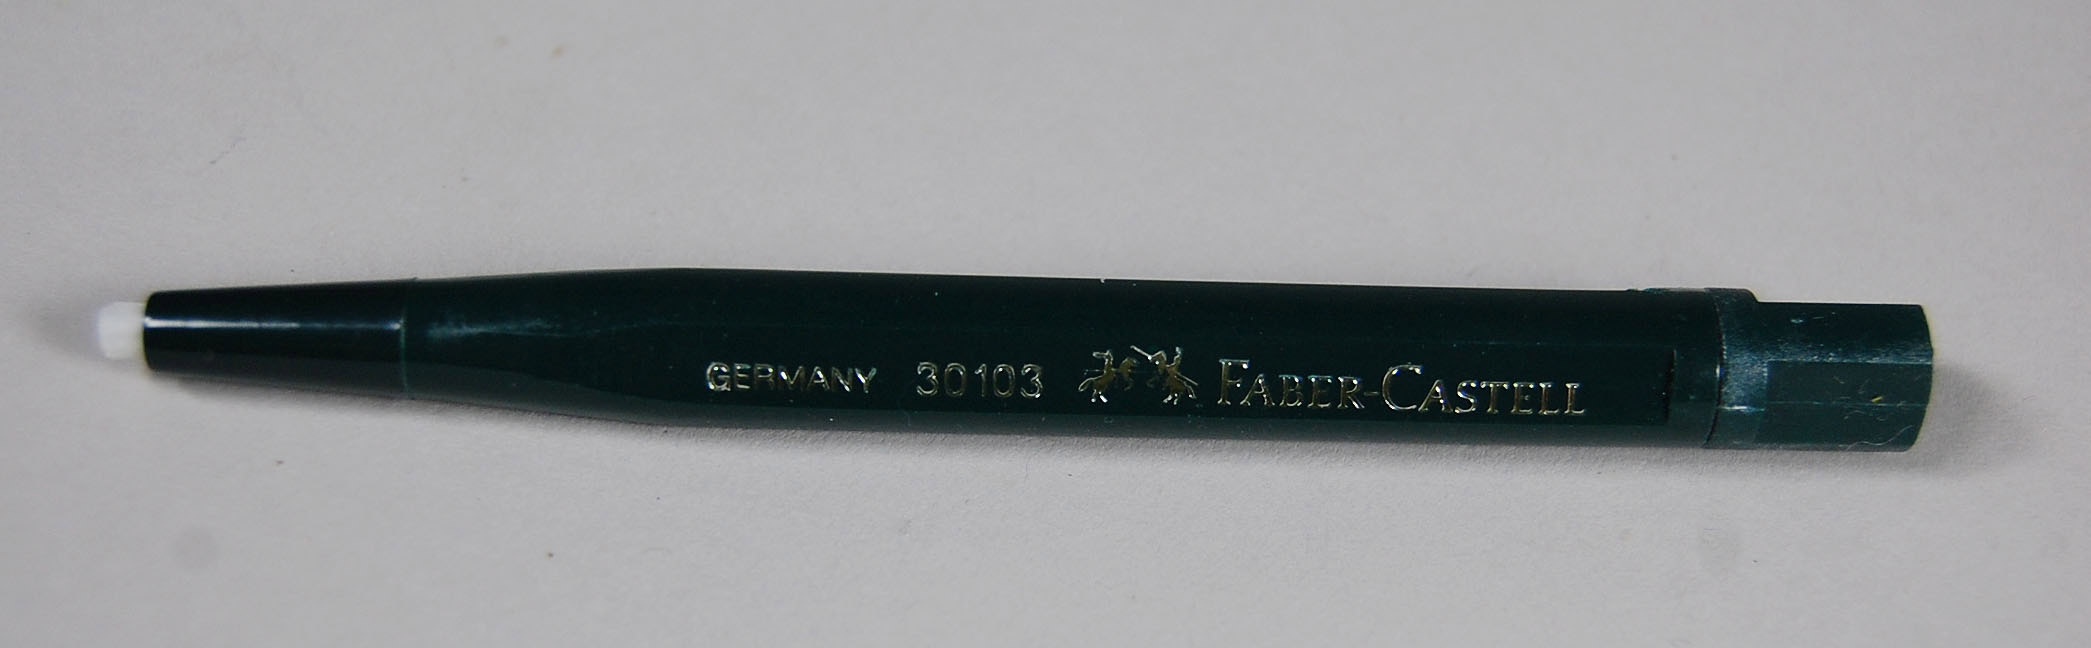 GERMANY 30103 FABER-CASTELL